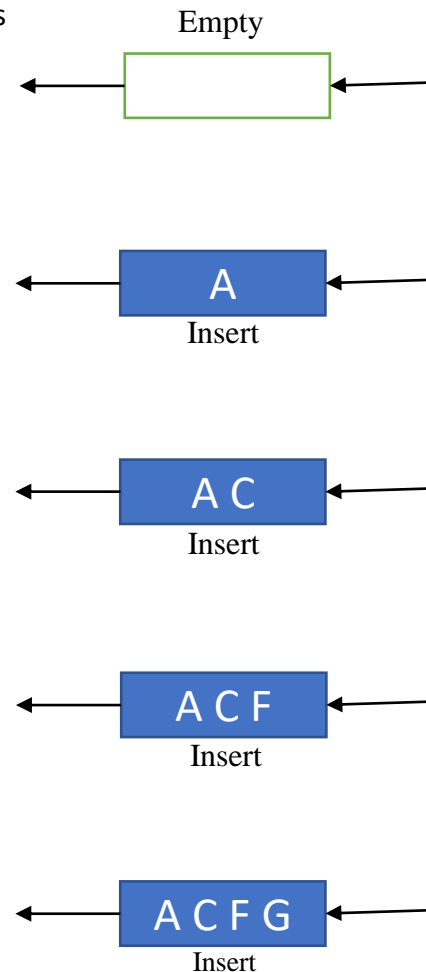 s
Empty
A
Insert
A C
Insert
A C F
Insert
A C F G
Insert